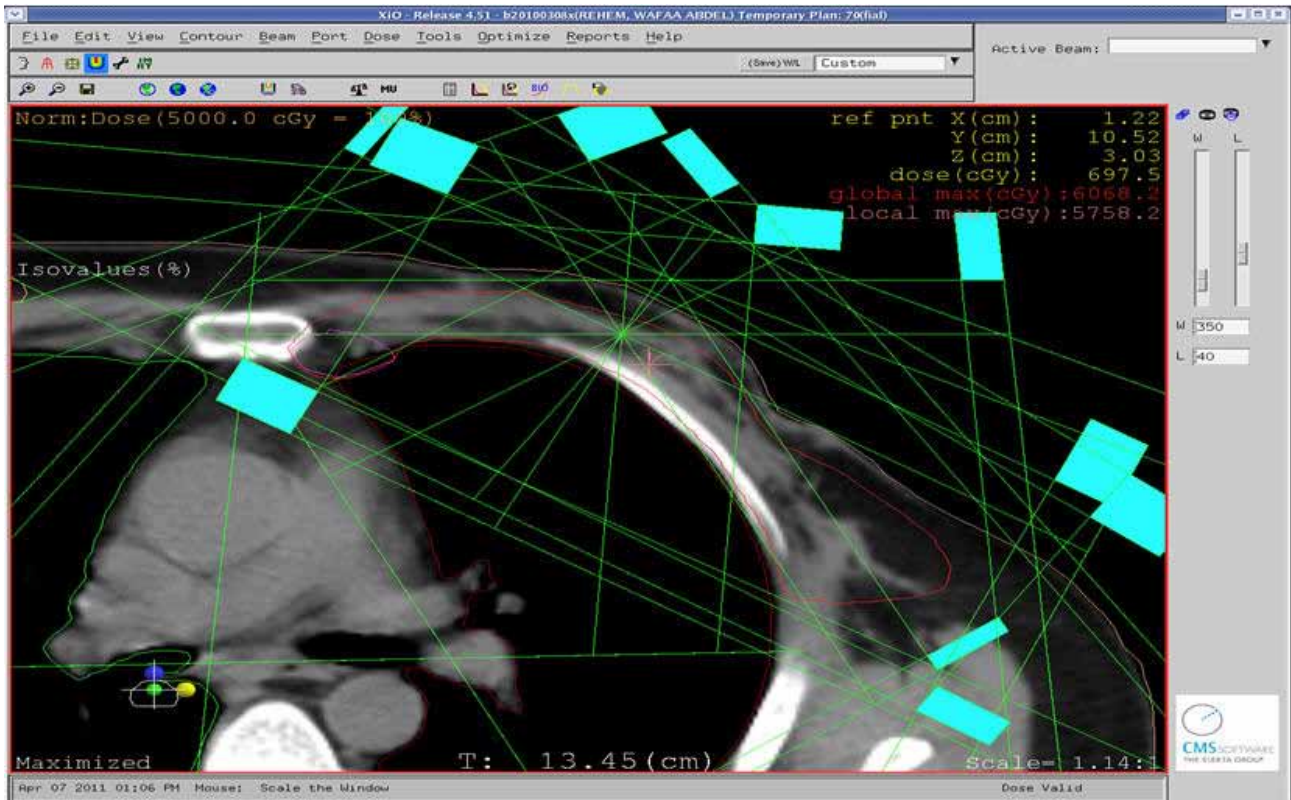 XiO - Release 4.51 - b20100308x(REHEM, WAFAA ABDEL) Temporary Plan: 70(fial)
File Edit View Contour Beam Port Dose Tools Optimize Reports Help
Active Beam:
(Save) W/L Custom
MU
Norm:Dose(5000.0 cGy = 100%)
ref pnt X(cm): 1.22
Y(cm): 10.52
Z(cm): 3.03
dose(cGy): 697.5
global max(cGy):6068.2
local max(cGy):5758.2
W L
Isovalues(%)
W 350
L 40
Maximized
T: 13.45(cm)
Scale= 1.14:1
CMS SOFTWARE
THE ELEKTA GROUP
Apr 07 2011 01:06 PM Mouse: Scale the Window
Dose Valid